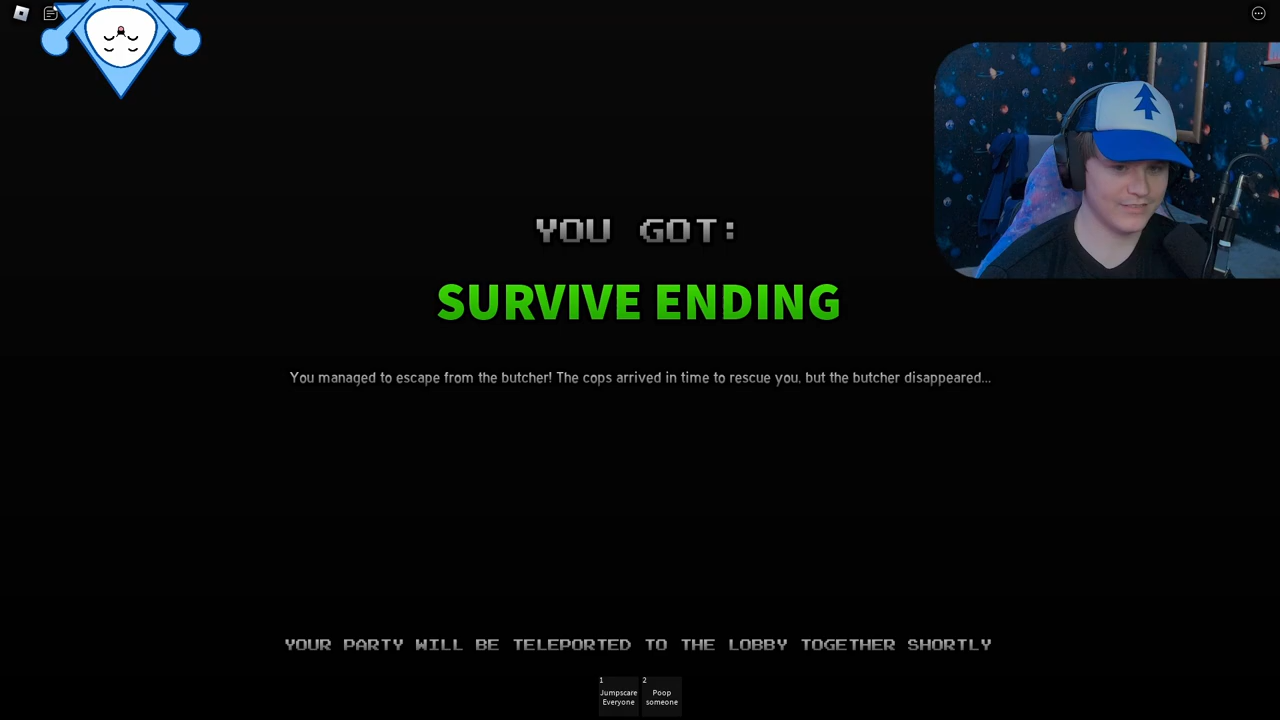 YOU GOT:
SURVIVE ENDING
You managed to escape from the butcher! The cops arrived in time to rescue you, but the butcher disappeared...
YOUR PARTY WILL BE TELEPORTED TO THE LOBBY TOGETHER SHORTLY
1
Jumpscare
Everyone
2
Poop
someone